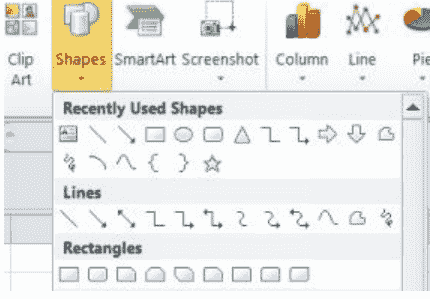 Clip Art Shapes SmartArt Screenshot Column Line Pie
Recently Used Shapes
Lines
Rectangles